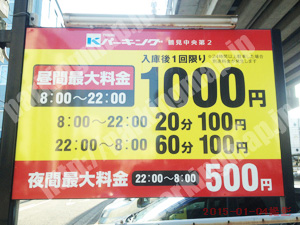 Kパーキング 鶴見中央第2
入庫後1回限り
昼間最大料金 8:00〜22:00 1000円
8:00〜22:00 20分 100円
22:00〜8:00 60分 100円
夜間最大料金 22:00〜8:00 500円
2013-01-04